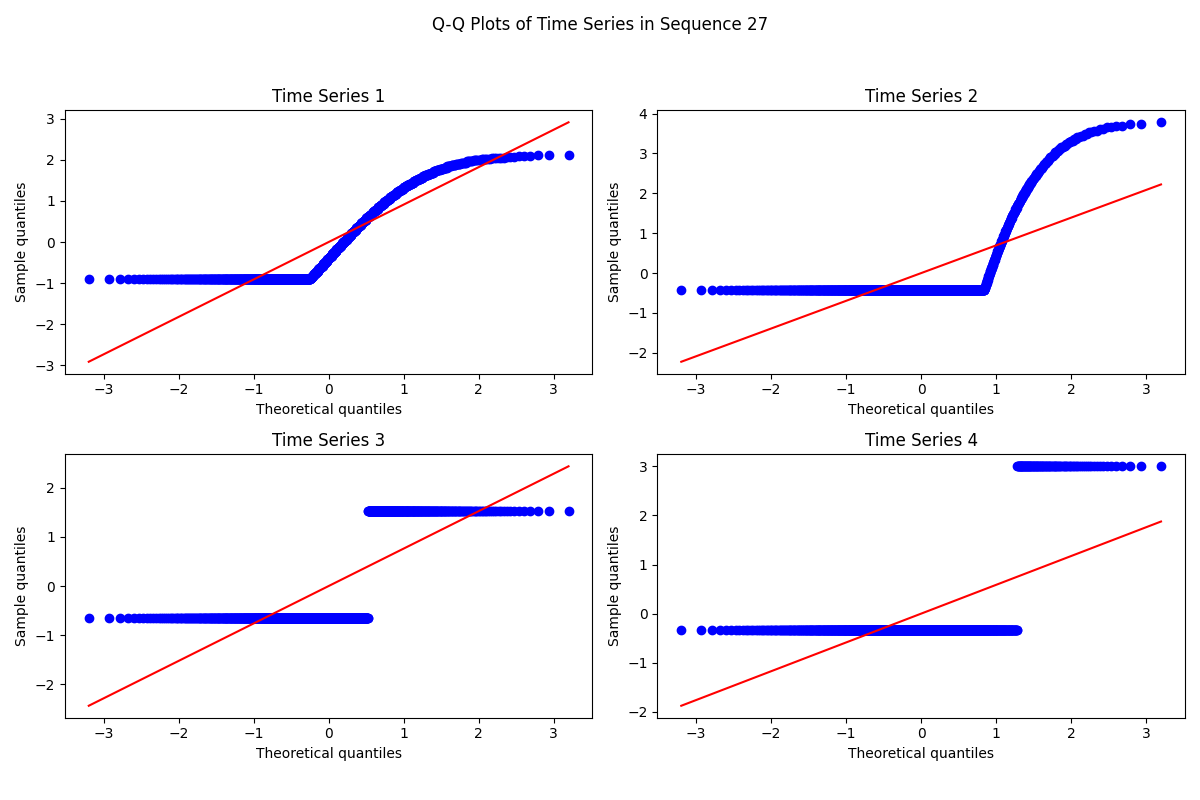 Q-Q Plots of Time Series in Sequence 27
Time Series 1
3
2
1
0
−1
−2
−3
Sample quantiles
−3 −2 −1 0 1 2 3
Theoretical quantiles
Time Series 2
4
3
2
1
0
−1
−2
Sample quantiles
−3 −2 −1 0 1 2 3
Theoretical quantiles
Time Series 3
2
1
0
−1
−2
Sample quantiles
−3 −2 −1 0 1 2 3
Theoretical quantiles
Time Series 4
3
2
1
0
−1
−2
Sample quantiles
−3 −2 −1 0 1 2 3
Theoretical quantiles